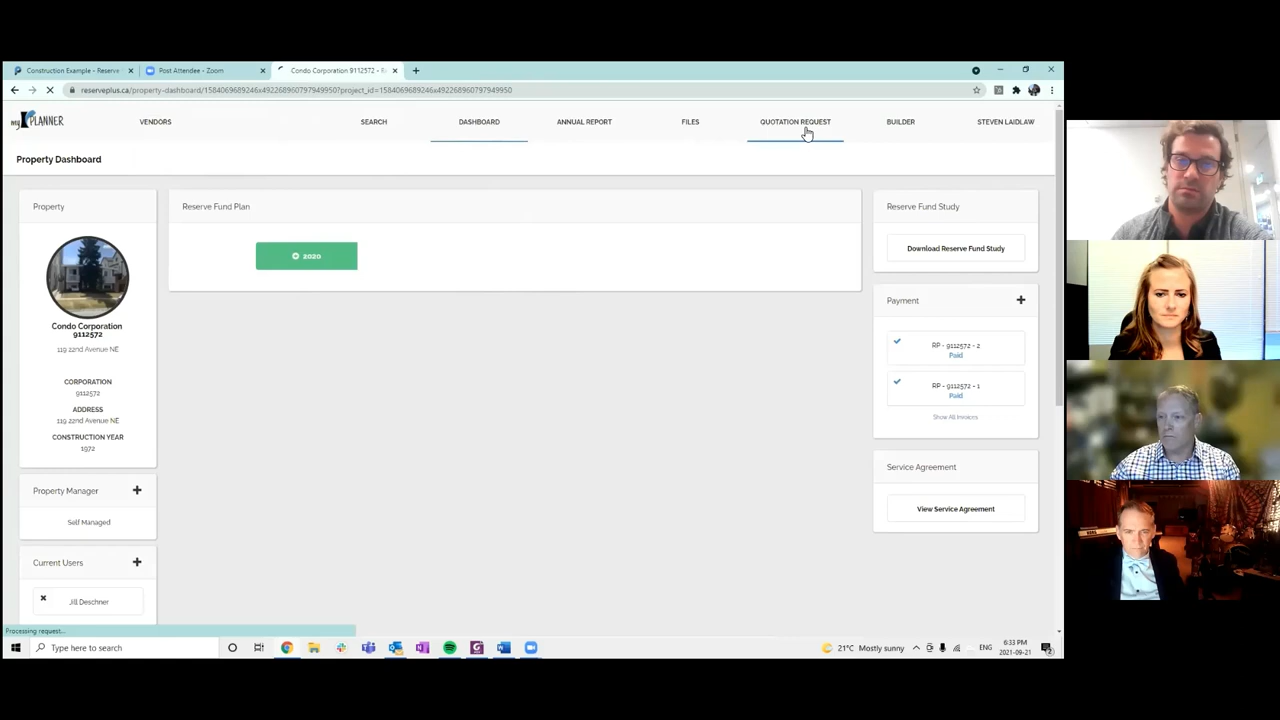 Construction Example - Reserve
Post Attendee - Zoom
Condo Corporation 9112572 - R
reserveplus.ca/property-dashboard/1584069689246x492268960797949950?project_id=1584069689246x492268960797949950
my PLANNER
VENDORS
SEARCH
DASHBOARD
ANNUAL REPORT
FILES
QUOTATION REQUEST
BUILDER
STEVEN LAIDLAW
Property Dashboard
Property
Condo Corporation
9112572
119 22nd Avenue NE
CORPORATION
9112572
ADDRESS
119 22nd Avenue NE
CONSTRUCTION YEAR
1972
Property Manager
Self Managed
Current Users
Jill Deschner
Reserve Fund Plan
2020
Reserve Fund Study
Download Reserve Fund Study
Payment
RP - 9112572 - 2
Paid
RP - 9112572 - 1
Paid
Show All Invoices
Service Agreement
View Service Agreement
Processing request...
Type here to search
21°C Mostly sunny
ENG
6:33 PM
2021-09-21
2